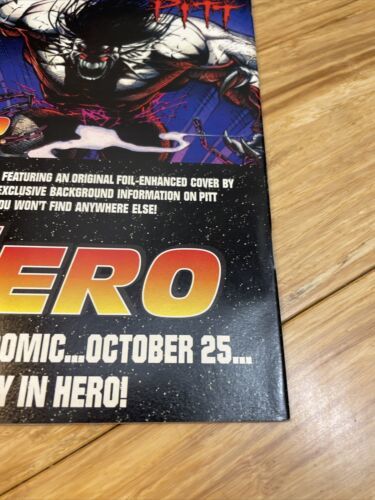 PITT
FEATURING AN ORIGINAL FOIL-ENHANCED COVER BY
EXCLUSIVE BACKGROUND INFORMATION ON PITT
YOU WON'T FIND ANYWHERE ELSE!
ERO
COMIC...OCTOBER 25...
Y IN HERO!